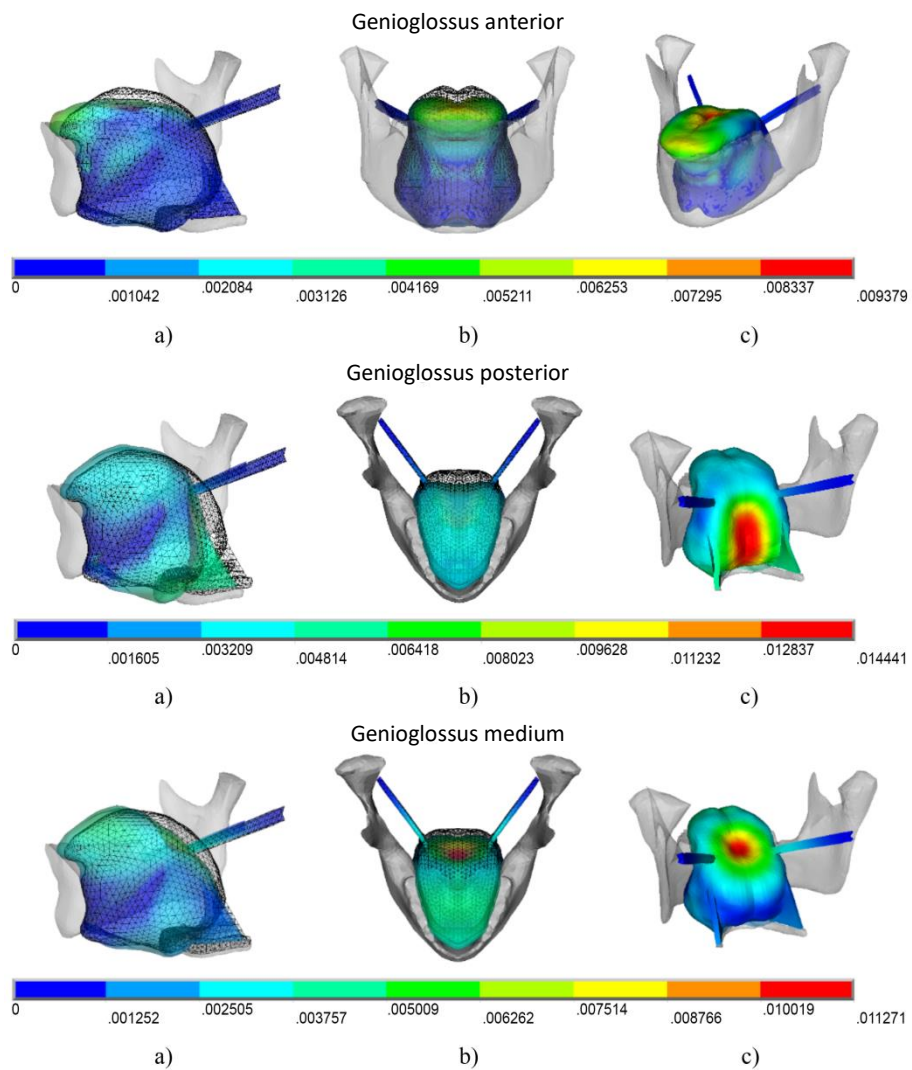 Genioglossus anterior
0 .001042 .002084 .003126 .004169 .005211 .006253 .007295 .008337 .009379
a) b) c)
Genioglossus posterior
0 .001605 .003209 .004814 .006418 .008023 .009628 .011232 .012837 .014441
a) b) c)
Genioglossus medium
0 .001252 .002505 .003757 .005009 .006262 .007514 .008766 .010019 .011271
a) b) c)